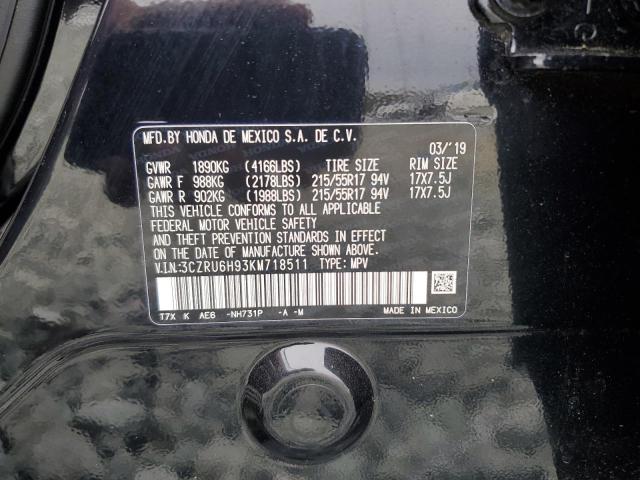 MFD.BY HONDA DE MEXICO S.A. DE C.V.
03/'19
GVWR 1890KG (4166LBS) TIRE SIZE RIM SIZE
GAWR F 988KG (2178LBS) 215/55R17 94V 17X7.5J
GAWR R 902KG (1988LBS) 215/55R17 94V 17X7.5J
THIS VEHICLE CONFORMS TO ALL APPLICABLE
FEDERAL MOTOR VEHICLE SAFETY
AND THEFT PREVENTION STANDARDS IN EFFECT
ON THE DATE OF MANUFACTURE SHOWN ABOVE.
V.I.N:3CZRU6H93KM718511 TYPE: MPV
T7X K AE6 -NH731P -A -M MADE IN MEXICO